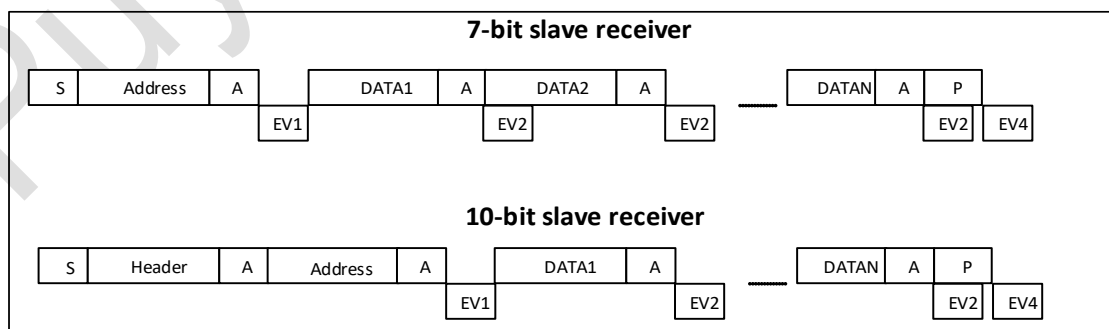 7-bit slave receiver
S Address A DATA1 A DATA2 A DATAN A P
EV1 EV2 EV2 EV2 EV4
10-bit slave receiver
S Header A Address A DATA1 A DATAN A P
EV1 EV2 EV2 EV4